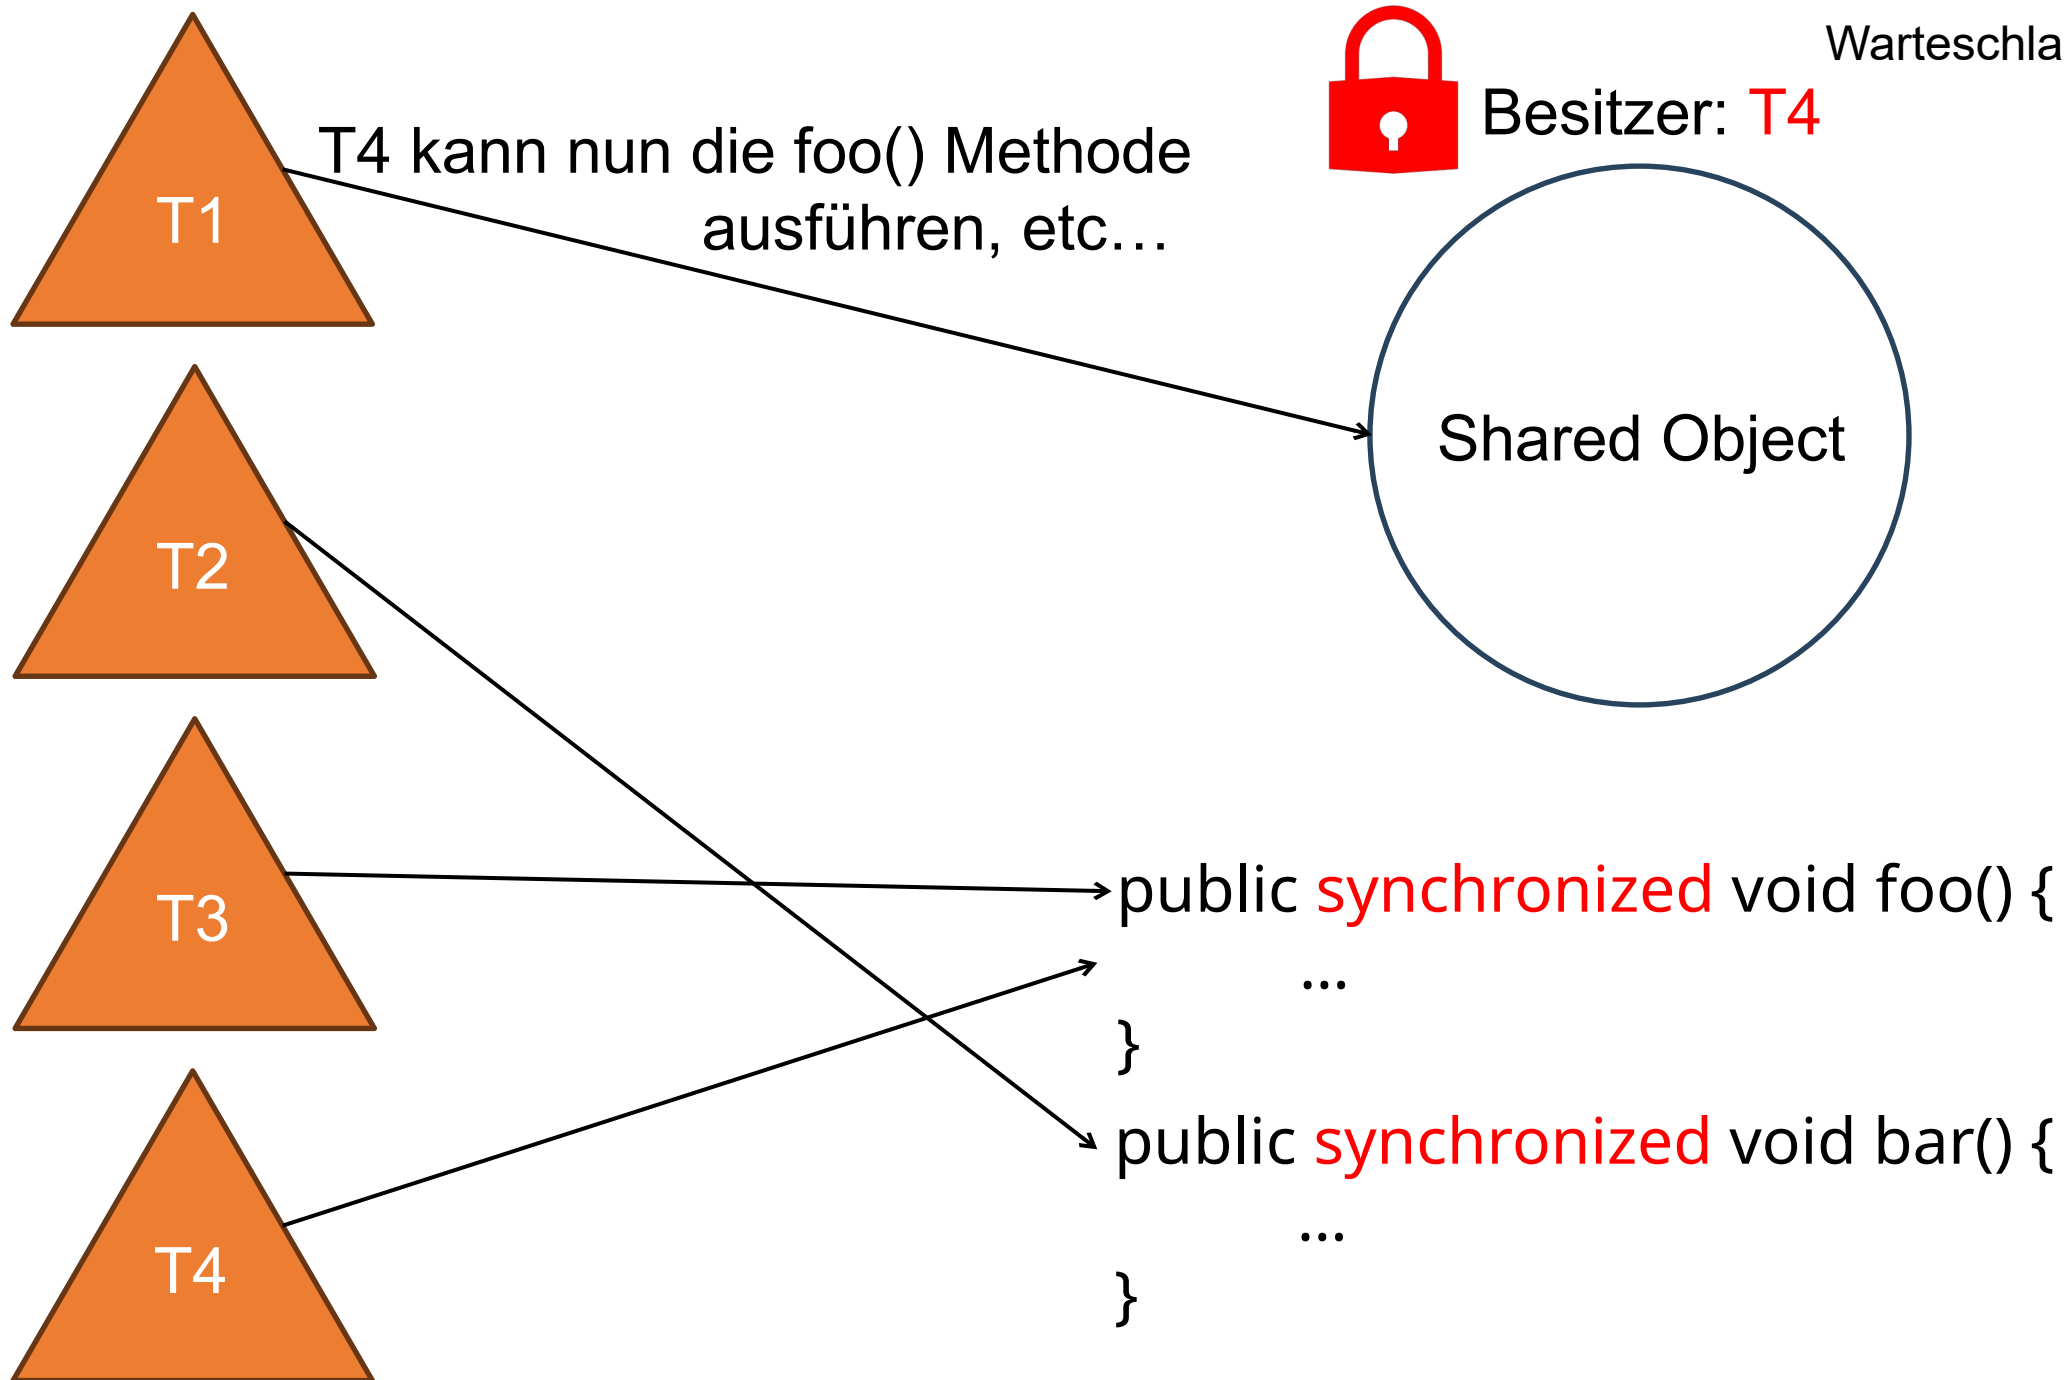 Warteschla
Besitzer: T4
T4 kann nun die foo() Methode
ausführen, etc…
T1
Shared Object
T2
T3
public synchronized void foo() {
...
}
T4
public synchronized void bar() {
...
}